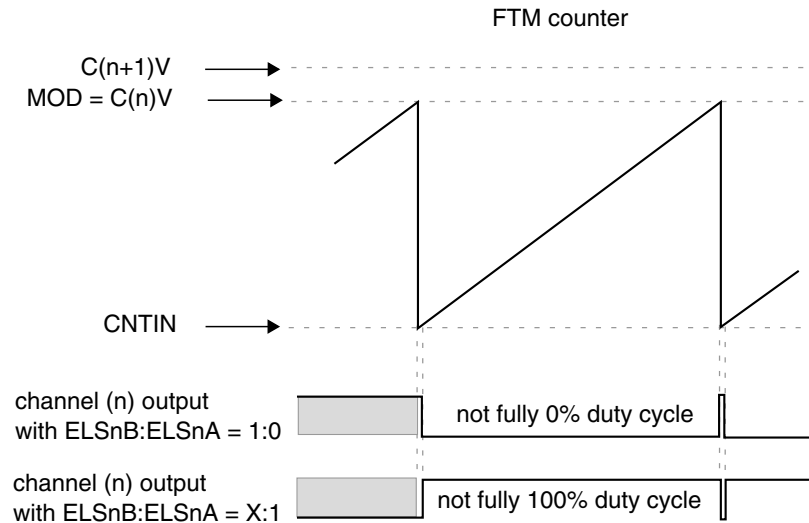 FTM counter
C(n+1)V
MOD = C(n)V
CNTIN
channel (n) output
with ELSnB:ELSnA = 1:0
not fully 0% duty cycle
channel (n) output
with ELSnB:ELSnA = X:1
not fully 100% duty cycle